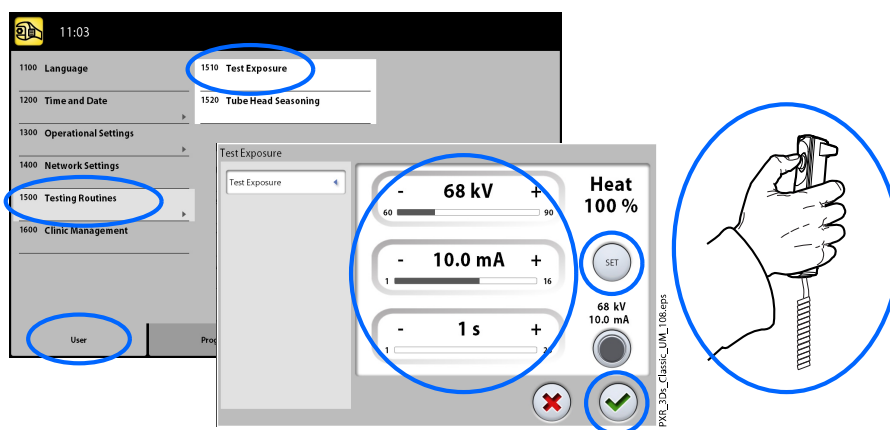 11:03
1100 Language
1200 Time and Date
1300 Operational Settings
1400 Network Settings
1500 Testing Routines
1600 Clinic Management
1510 Test Exposure
1520 Tube Head Seasoning
User
Test Exposure
Test Exposure
- 68 kV +
60 90
- 10.0 mA +
1 16
- 1 s +
1
Heat
100 %
SET
68 kV
10.0 mA
PXR_3Ds_Classic_UM_108.eps